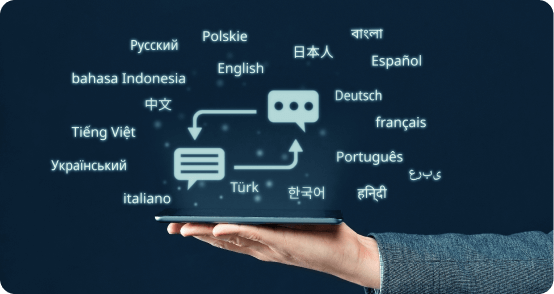 Русский
Polskie
日本人
বাংলা
bahasa Indonesia
English
Español
中文
Deutsch
Tiếng Việt
français
Український
Português
ﻲﺑﺮﻋ
italiano
Türk
한국어
हिन्दी